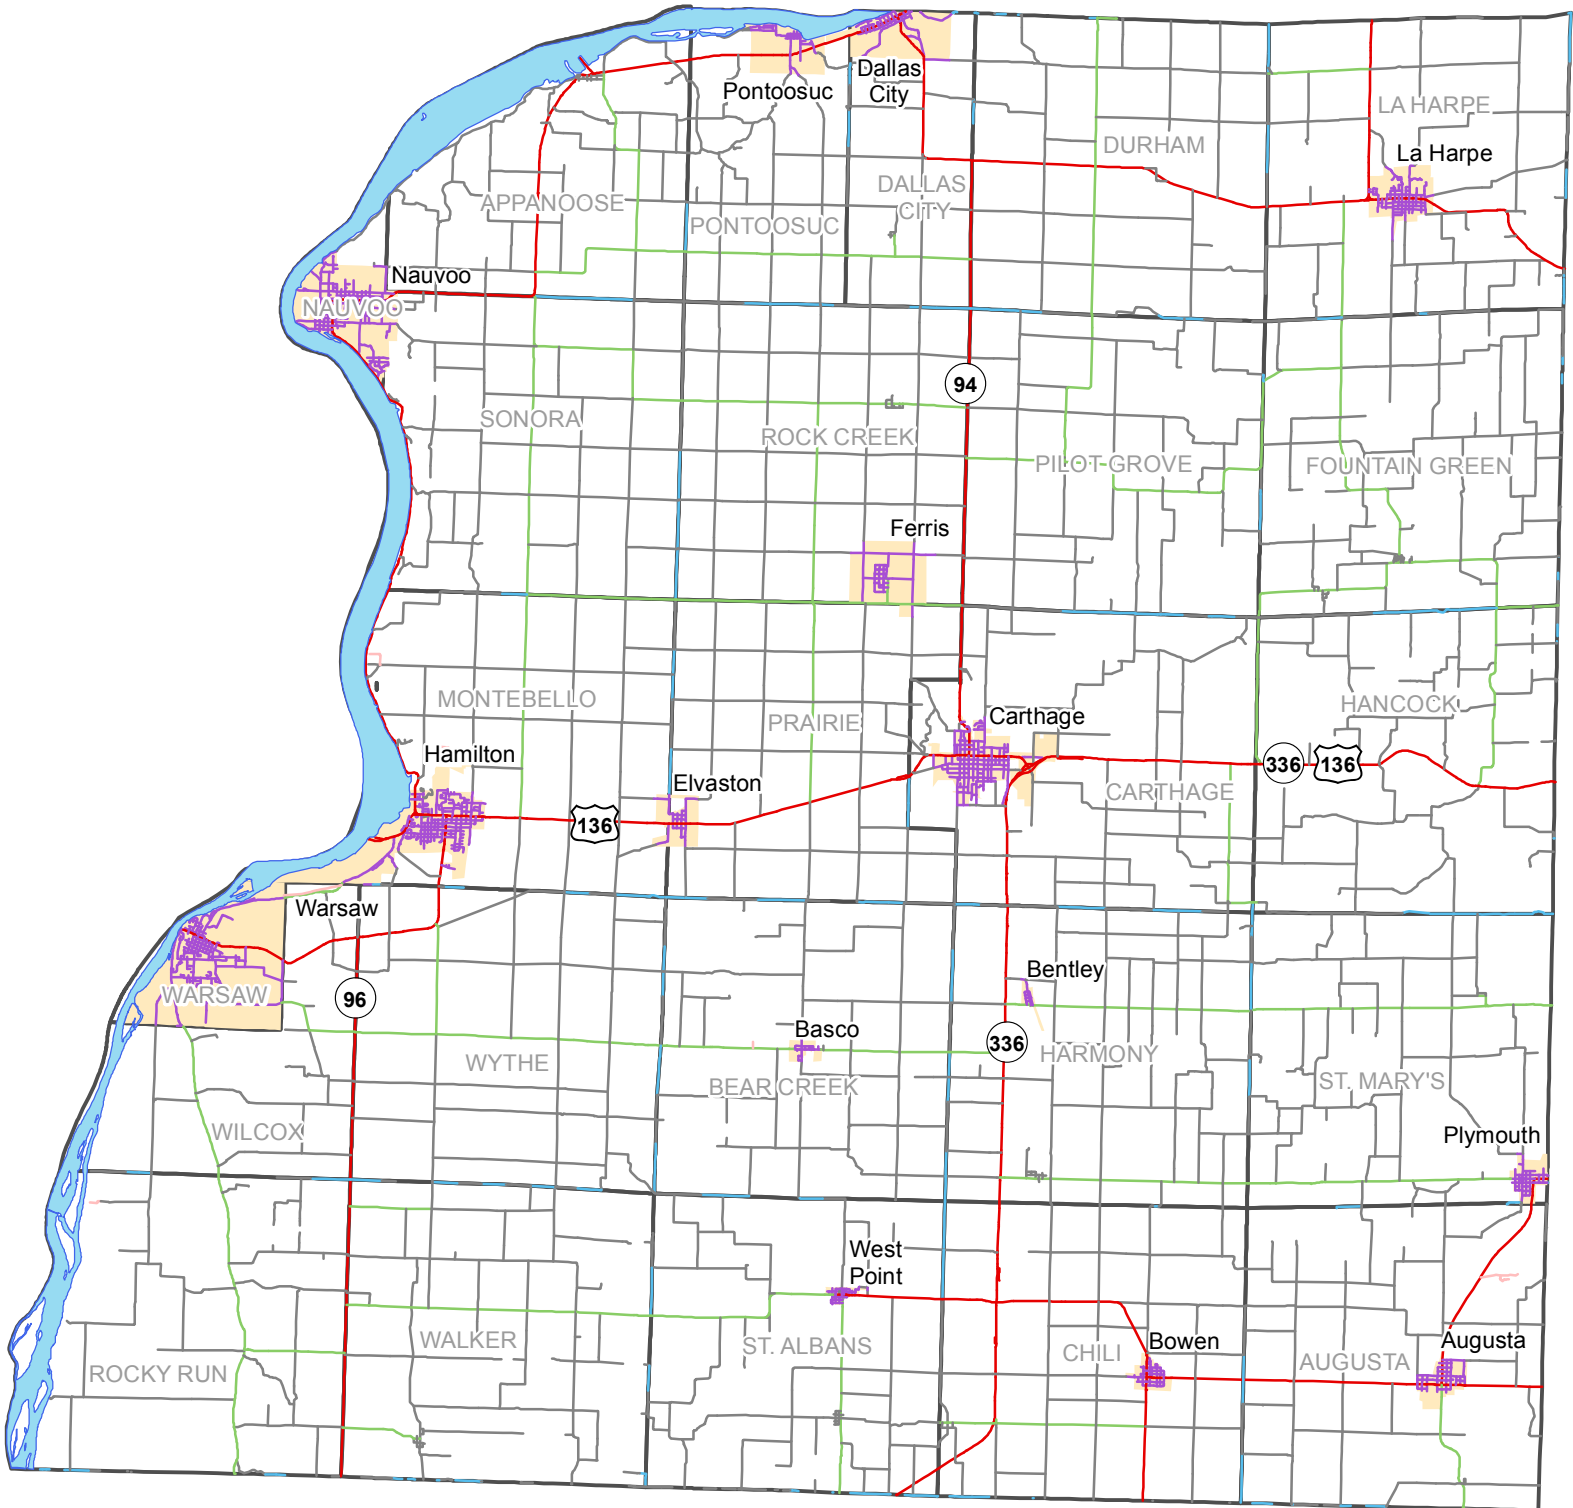 Pontoosuc
Dallas
City
LA HARPE
La Harpe
DURHAM
APPANOOSE
PONTOOSUC
DALLAS
CITY
Nauvoo
NAUVOO
94
SONORA
ROCK CREEK
PILOT GROVE
FOUNTAIN GREEN
Ferris
MONTEBELLO
PRAIRIE
Carthage
HANCOCK
Hamilton
Elvaston
336
136
CARTHAGE
136
Warsaw
WARSAW
96
Bentley
Basco
336
HARMONY
WYTHE
BEAR CREEK
ST. MARY'S
WILCOX
Plymouth
West
Point
ROCKY RUN
WALKER
ST. ALBANS
CHILI
Bowen
AUGUSTA
Augusta